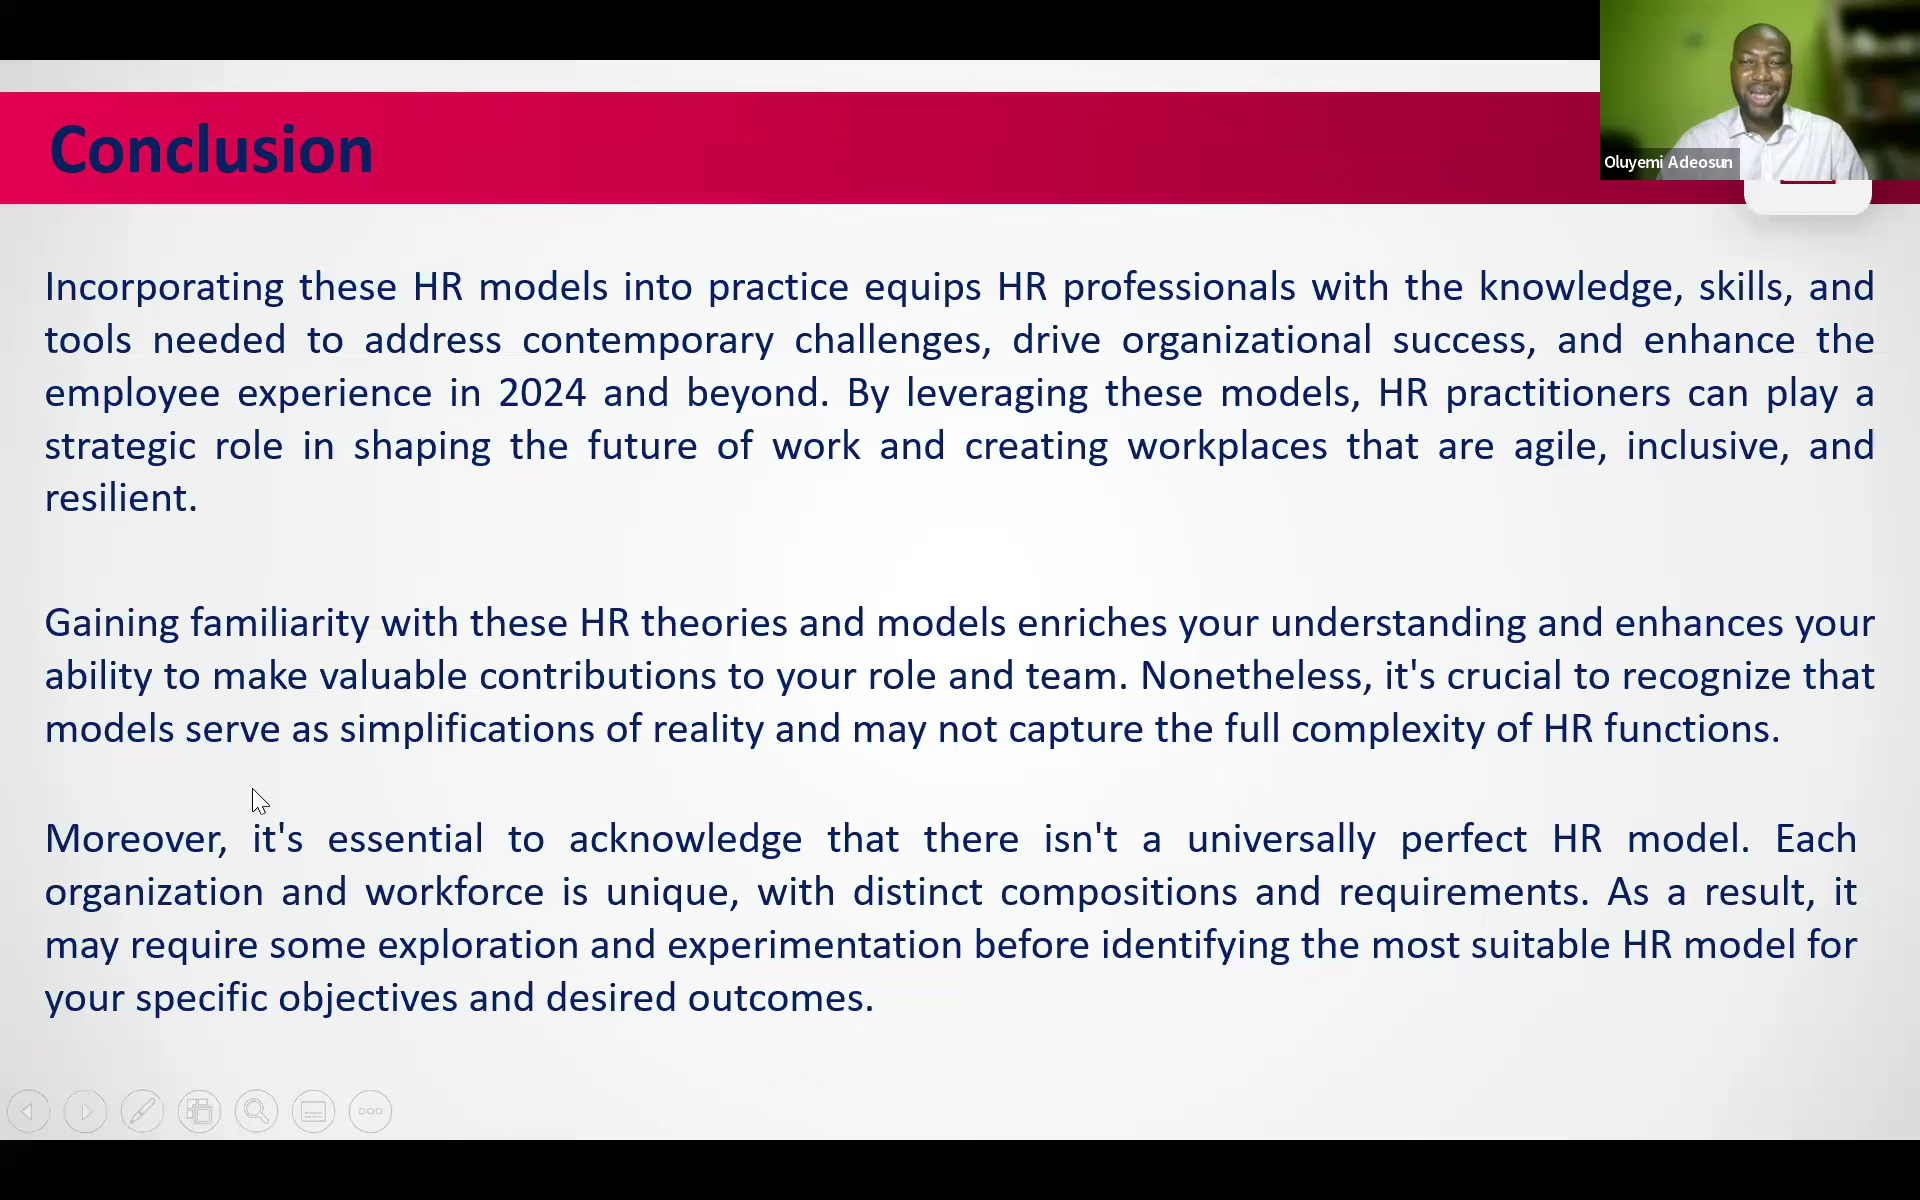 Conclusion
Oluyemi Adeosun
Incorporating these HR models into practice equips HR professionals with the knowledge, skills, and
tools needed to address contemporary challenges, drive organizational success, and enhance the
employee experience in 2024 and beyond. By leveraging these models, HR practitioners can play a
strategic role in shaping the future of work and creating workplaces that are agile, inclusive, and
resilient.
Gaining familiarity with these HR theories and models enriches your understanding and enhances your
ability to make valuable contributions to your role and team. Nonetheless, it's crucial to recognize that
models serve as simplifications of reality and may not capture the full complexity of HR functions.
Moreover, it's essential to acknowledge that there isn't a universally perfect HR model. Each
organization and workforce is unique, with distinct compositions and requirements. As a result, it
may require some exploration and experimentation before identifying the most suitable HR model for
your specific objectives and desired outcomes.